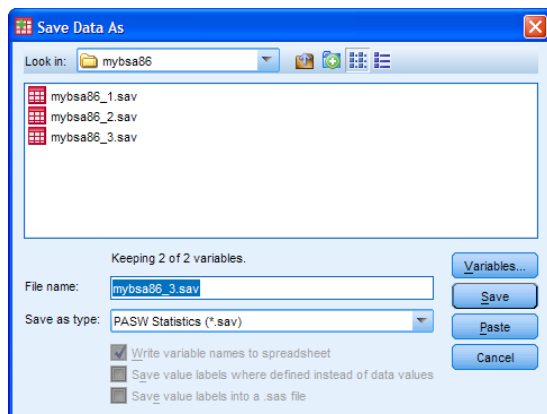 Save Data As
Look in: mybsa86
mybsa86_1.sav
mybsa86_2.sav
mybsa86_3.sav
Keeping 2 of 2 variables.
Variables...
File name: mybsa86_3.sav
Save
Save as type: PASW Statistics (*.sav)
Paste
Write variable names to spreadsheet
Cancel
Save value labels where defined instead of data values
Save value labels into a .sas file